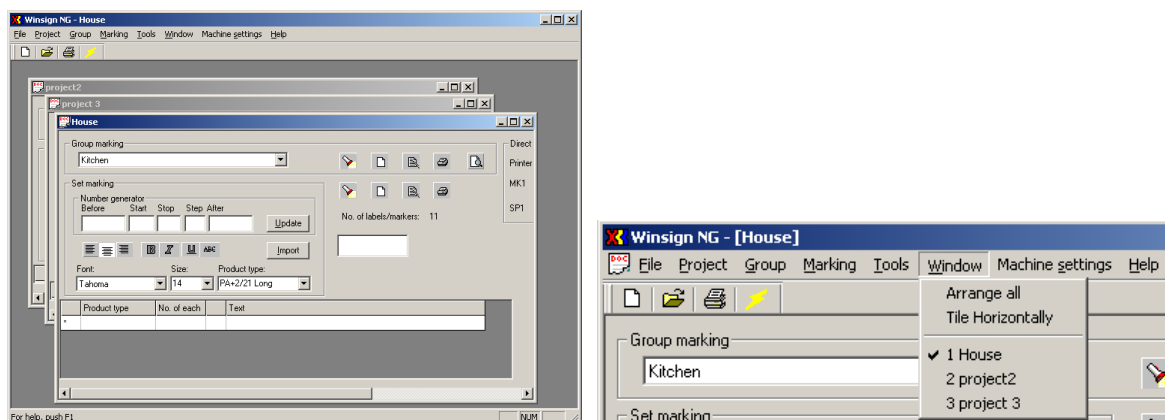 Winsign NG - House
File Project Group Marking Tools Window Machine settings Help
project2
project 3
House
Group marking
Kitchen
Direct
Printer
MK1
SP1
Set marking
Number generator
Before Start Stop Step After
Update
No. of labels/markers: 11
B I U ABC
Import
Font: Size: Product type:
Tahoma 14 PA+2/21 Long
Product type No. of each Text
*
For help, push F1
NUM
Winsign NG - [House]
File Project Group Marking Tools Window Machine settings Help
Arrange all
Tile Horizontally
1 House
2 project2
3 project 3
Group marking
Kitchen
Set marking